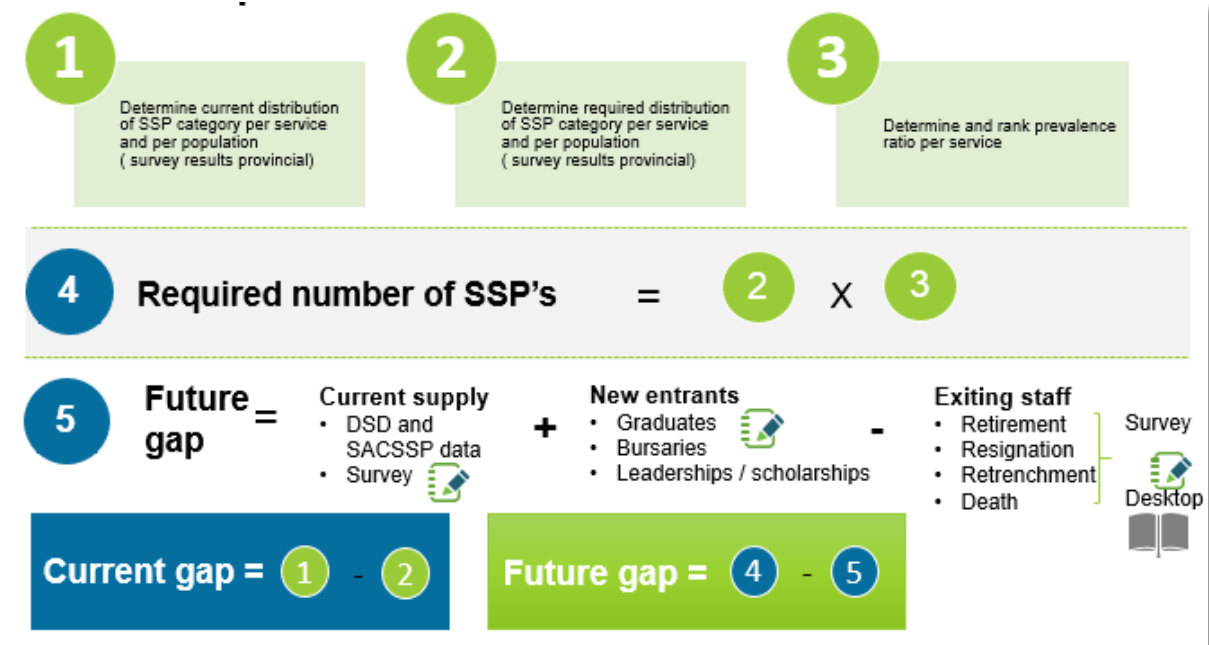 1
Determine current distribution
of SSP category per service
and per population
( survey results provincial)
2
Determine required distribution
of SSP category per service
and per population
( survey results provincial)
3
Determine and rank prevalence
ratio per service
4 Required number of SSP's = 2 X 3
5 Future gap =
Current supply
• DSD and
SACSSP data
• Survey
+
New entrants
• Graduates
• Bursaries
• Leaderships / scholarships
-
Exiting staff
• Retirement
• Resignation
• Retrenchment
• Death
Survey
Desktop
Current gap = 1 - 2
Future gap = 4 - 5